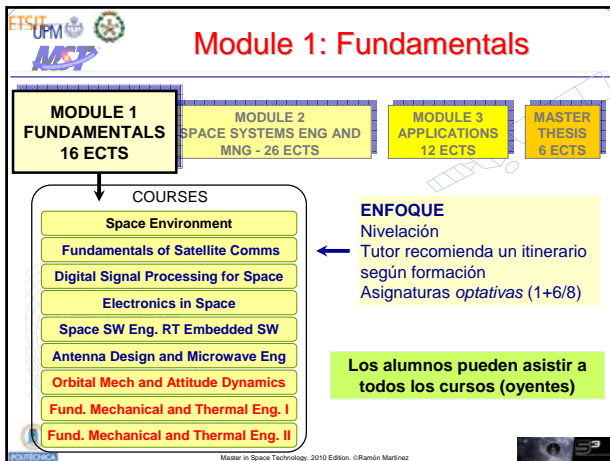 ETSIT
UPM
MST
Module 1: Fundamentals
MODULE 1
FUNDAMENTALS
16 ECTS
MODULE 2
SPACE SYSTEMS ENG AND
MNG - 26 ECTS
MODULE 3
APPLICATIONS
12 ECTS
MASTER
THESIS
6 ECTS
COURSES
Space Environment
Fundamentals of Satellite Comms
Digital Signal Processing for Space
Electronics in Space
Space SW Eng. RT Embedded SW
Antenna Design and Microwave Eng
Orbital Mech and Attitude Dynamics
Fund. Mechanical and Thermal Eng. I
Fund. Mechanical and Thermal Eng. II
ENFOQUE
Nivelación
Tutor recomienda un itinerario
según formación
Asignaturas optativas (1+6/8)
Los alumnos pueden asistir a
todos los cursos (oyentes)
POLITÉCNICA
Master in Space Technology. 2010 Edition. ©Ramón Martínez